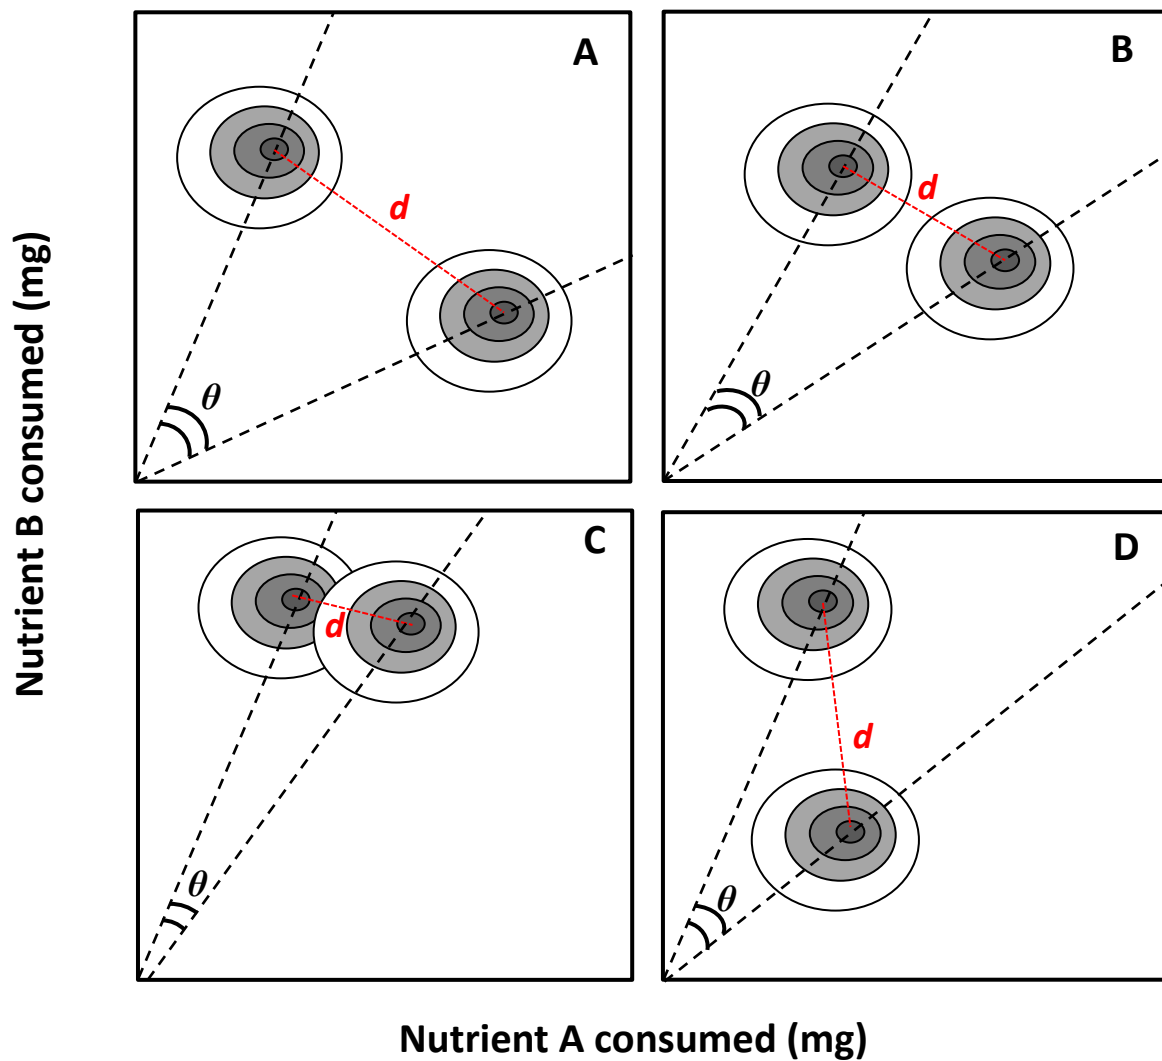 Nutrient B consumed (mg)
A
d
θ
B
d
θ
C
d
θ
D
d
θ
Nutrient A consumed (mg)